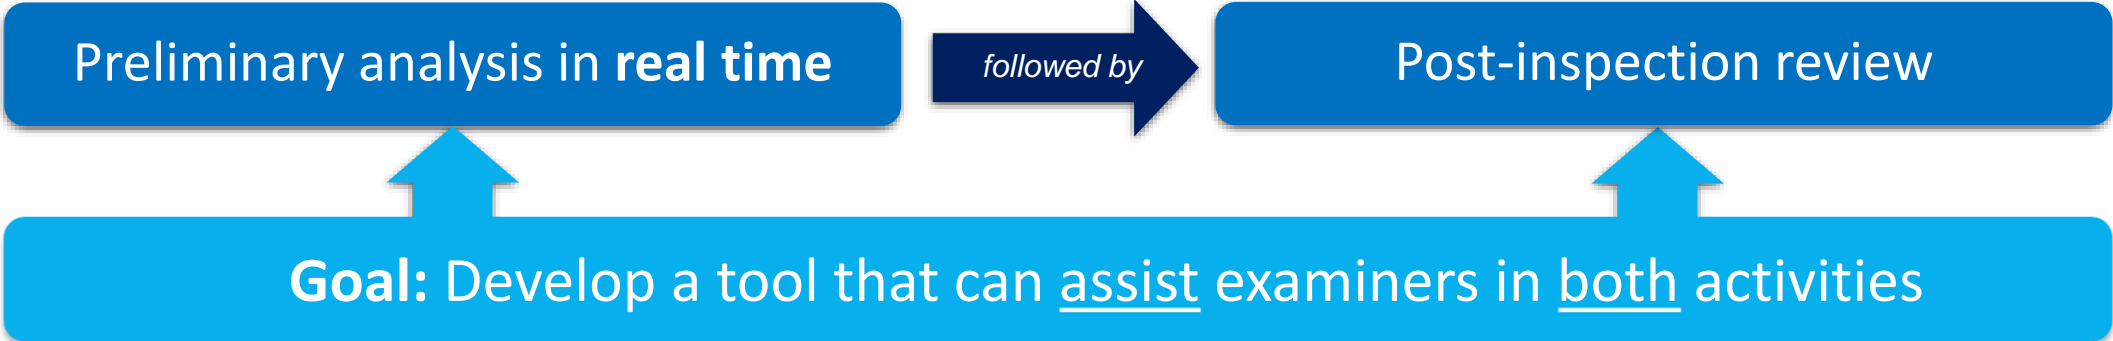 Preliminary analysis in real time
followed by
Post-inspection review
Goal: Develop a tool that can assist examiners in both activities